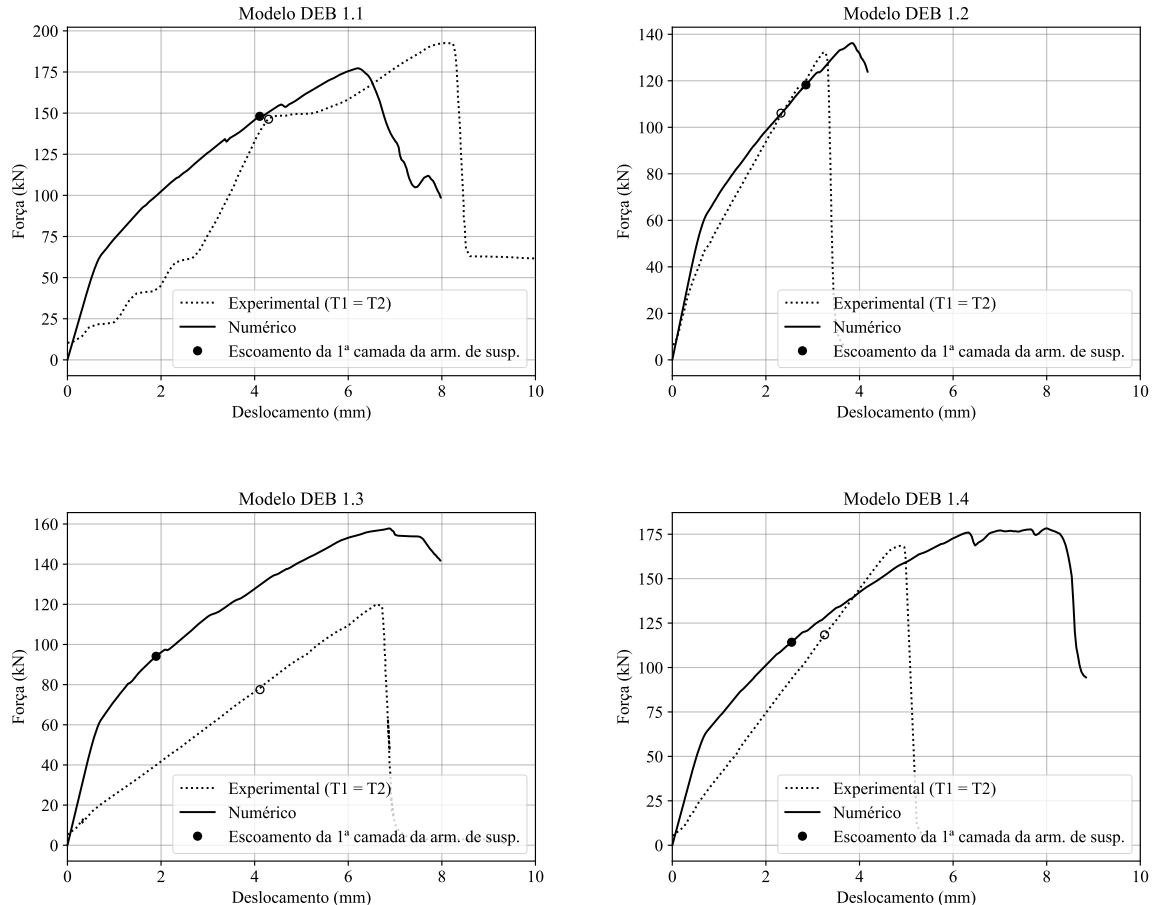 Modelo DEB 1.1
200
175
150
125
100
75
50
25
0
Força (kN)
0 2 4 6 8 10
Deslocamento (mm)
Experimental (T1 = T2)
Numérico
Escoamento da 1ª camada da arm. de susp.
Modelo DEB 1.2
140
120
100
80
60
40
20
0
Força (kN)
0 2 4 6 8 10
Deslocamento (mm)
Experimental (T1 = T2)
Numérico
Escoamento da 1ª camada da arm. de susp.
Modelo DEB 1.3
160
140
120
100
80
60
40
20
0
Força (kN)
0 2 4 6 8 10
Deslocamento (mm)
Experimental (T1 = T2)
Numérico
Escoamento da 1ª camada da arm. de susp.
Modelo DEB 1.4
175
150
125
100
75
50
25
0
Força (kN)
0 2 4 6 8 10
Deslocamento (mm)
Experimental (T1 = T2)
Numérico
Escoamento da 1ª camada da arm. de susp.